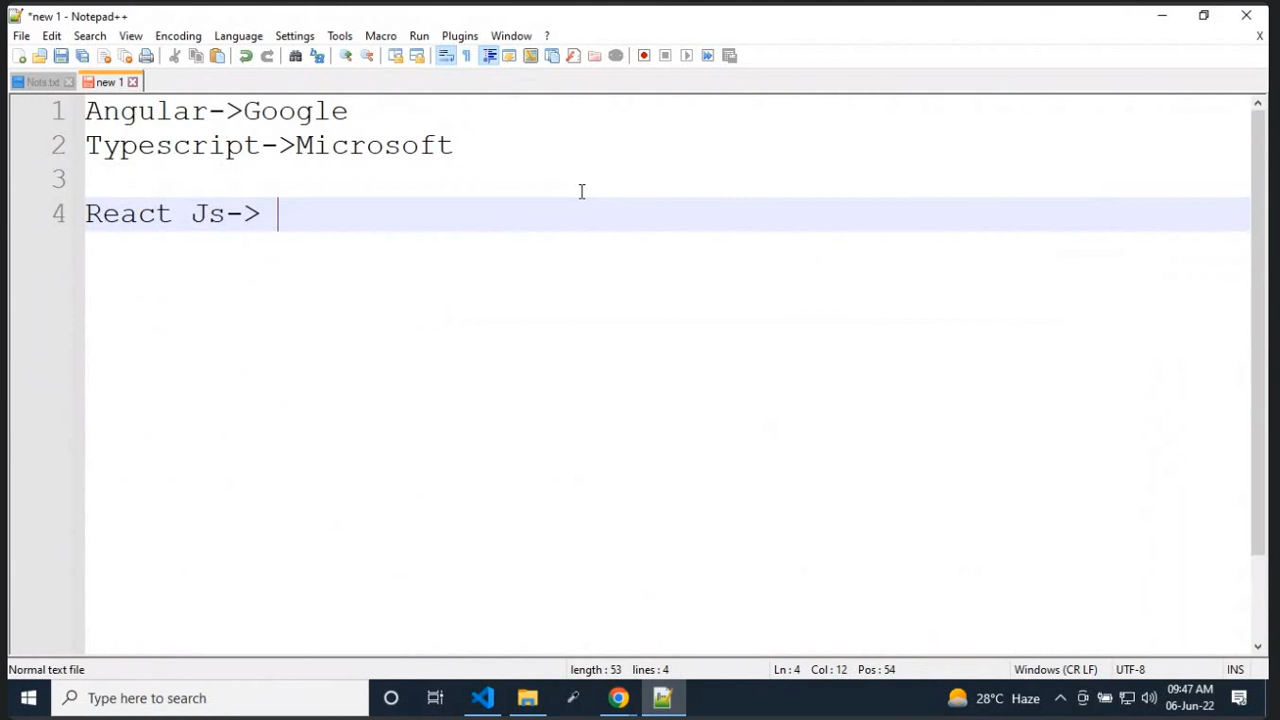 *new 1 - Notepad++
File Edit Search View Encoding Language Settings Tools Macro Run Plugins Window ? X
Nots.txt new 1
1 Angular->Google
2 Typescript->Microsoft
3
4 React Js->
Normal text file length : 53 lines : 4 Ln : 4 Col : 12 Pos : 54 Windows (CR LF) UTF-8 INS
Type here to search 28°C Haze 09:47 AM
06-Jun-22